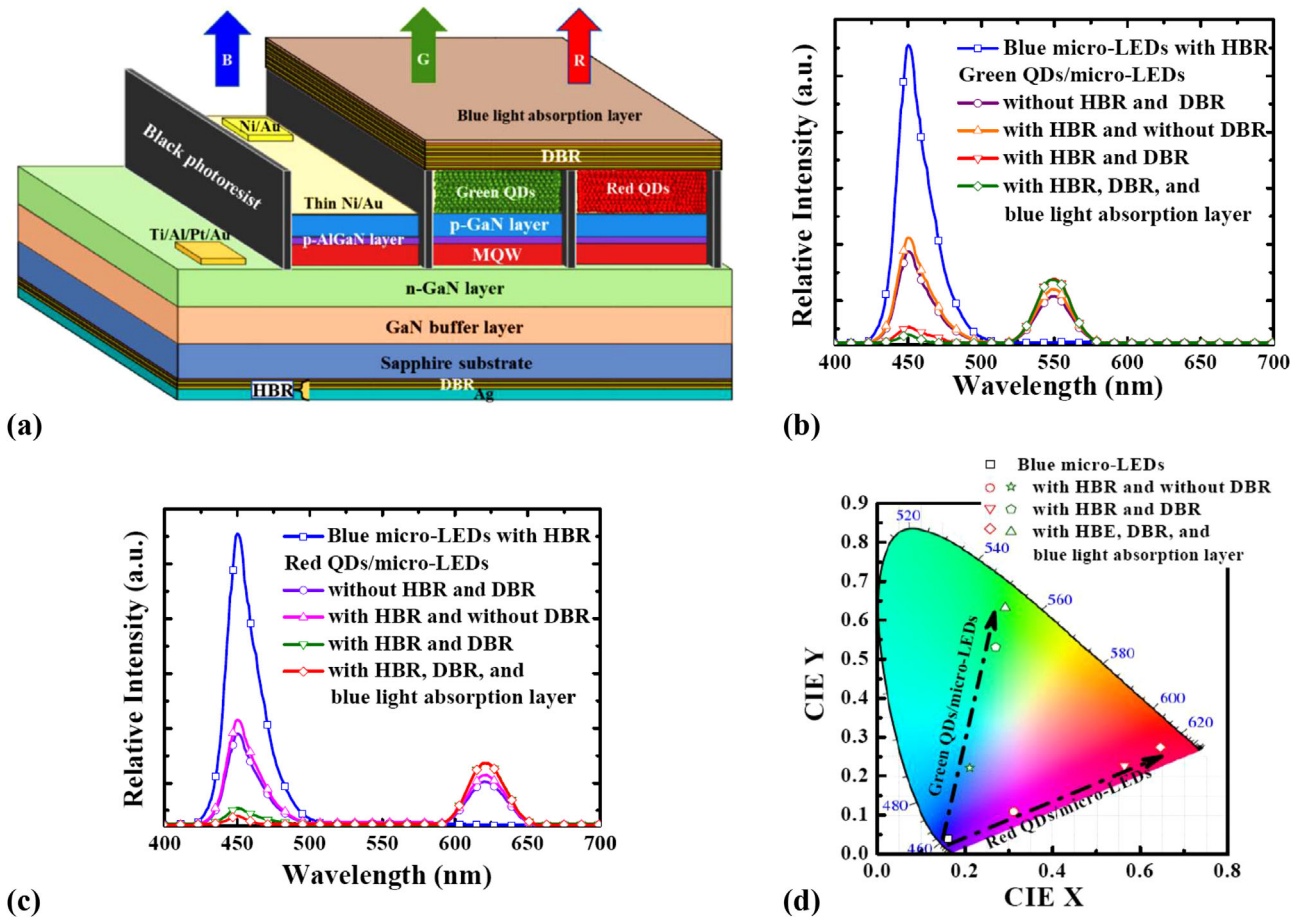 B
G
R
Blue light absorption layer
Ni/Au
Black photoresist
DBR
Green QDs
Red QDs
Thin Ni/Au
p-GaN layer
p-AlGaN layer
Ti/Al/Pt/Au
MQW
n-GaN layer
GaN buffer layer
Sapphire substrate
DBR
HBR
Ag
(a)
Relative Intensity (a.u.)
Blue micro-LEDs with HBR
Green QDs/micro-LEDs
without HBR and DBR
with HBR and without DBR
with HBR and DBR
with HBR, DBR, and
blue light absorption layer
400 450 500 550 600 650 700
Wavelength (nm)
(b)
Relative Intensity (a.u.)
Blue micro-LEDs with HBR
Red QDs/micro-LEDs
without HBR and DBR
with HBR and without DBR
with HBR and DBR
with HBR, DBR, and
blue light absorption layer
400 450 500 550 600 650 700
Wavelength (nm)
(c)
Blue micro-LEDs
with HBR and without DBR
with HBR and DBR
with HBE, DBR, and
blue light absorption layer
CIE Y
0.9
0.8
0.7
0.6
0.5
0.4
0.3
0.2
0.1
0.0
520
540
560
580
600
620
480
460
Green QDs/micro-LEDs
Red QDs/micro-LEDs
0.0 0.2 0.4 0.6 0.8
CIE X
(d)